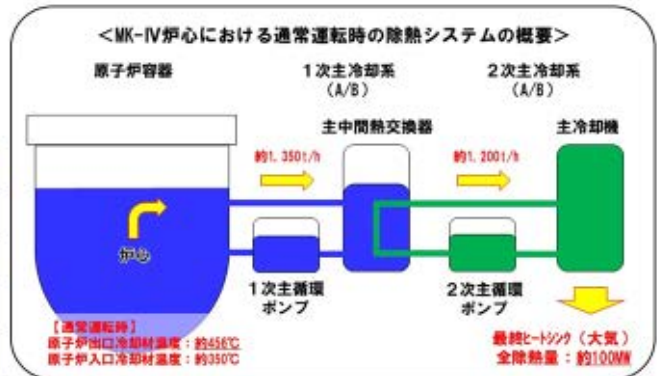 <MK-Ⅳ炉心における通常運転時の除熱システムの概要>
原子炉容器
1次主冷却系
(A/B)
2次主冷却系
(A/B)
主中間熱交換器
主冷却機
約1,350t/h
約1,200t/h
炉心
1次主循環
ポンプ
2次主循環
ポンプ
【通常運転時】
原子炉出口冷却材温度:約456℃
原子炉入口冷却材温度:約350℃
最終ヒートシンク(大気)
全除熱量:約100MW